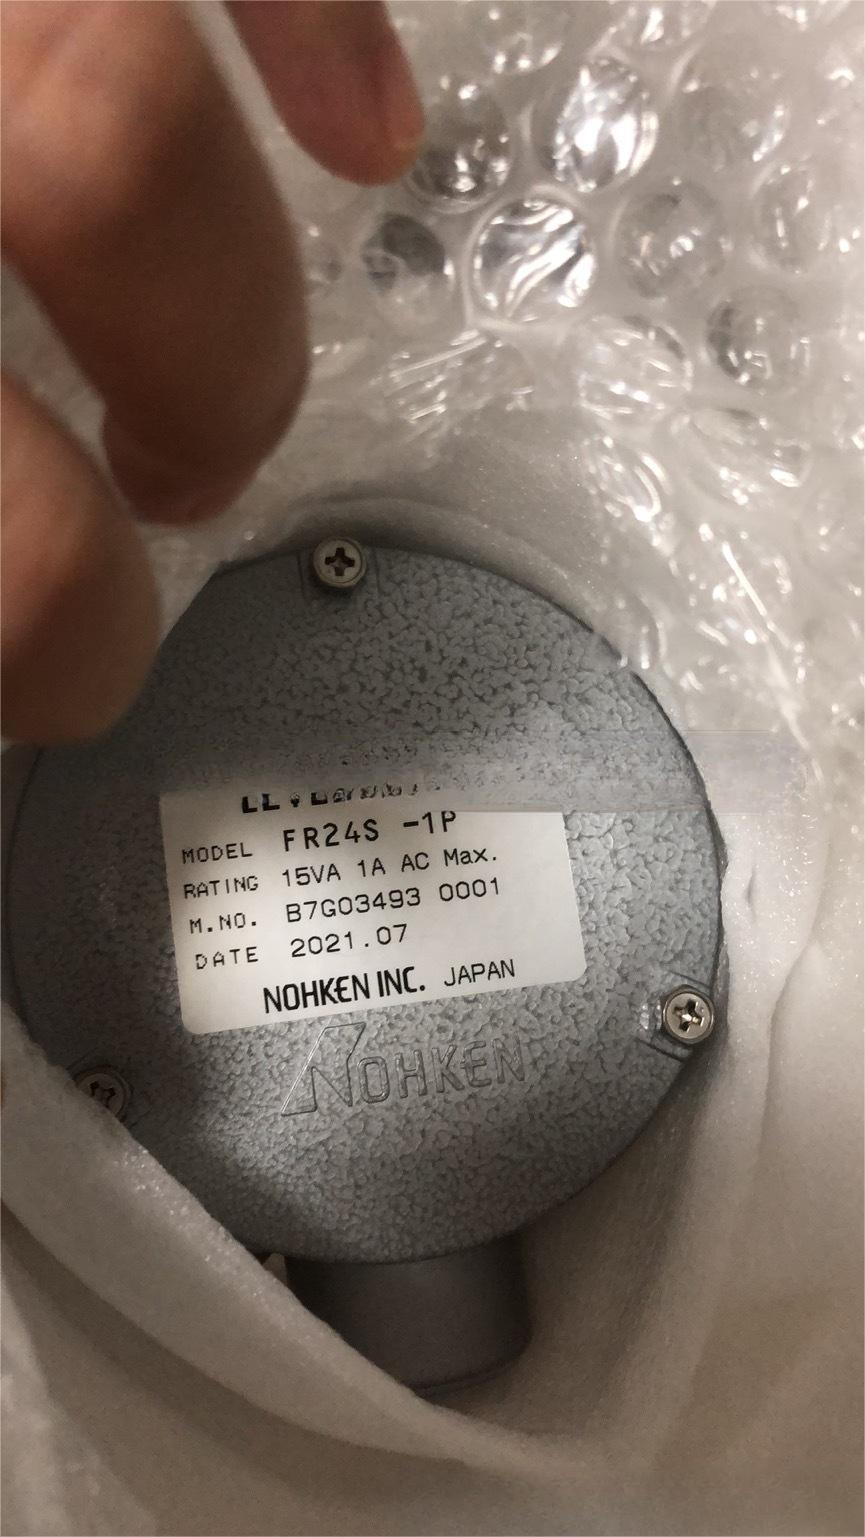 MODEL FR24S -1P
RATING 15VA 1A AC Max.
M.NO. B7G03493 0001
DATE 2021.07
NOHKEN INC. JAPAN
NOHKEN